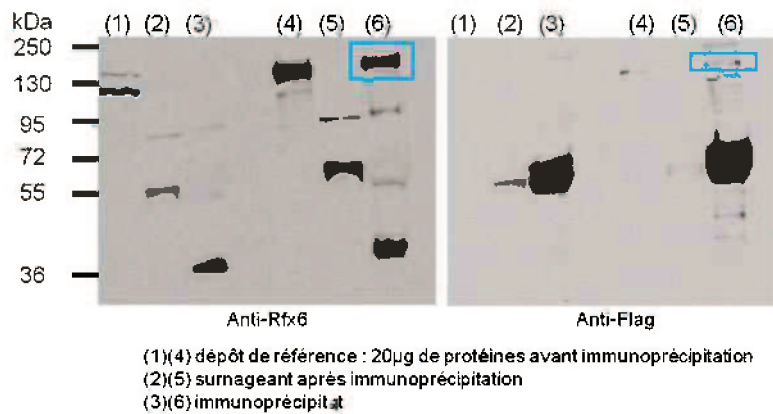 kDa
(1) (2) (3) (4) (5) (6) (1) (2) (3) (4) (5) (6)
250
130
95
72
55
36
Anti-Rfx6 Anti-Flag
(1)(4) dépôt de référence : 20µg de protéines avant immunoprécipitation
(2)(5) surnageant après immunoprécipitation
(3)(6)